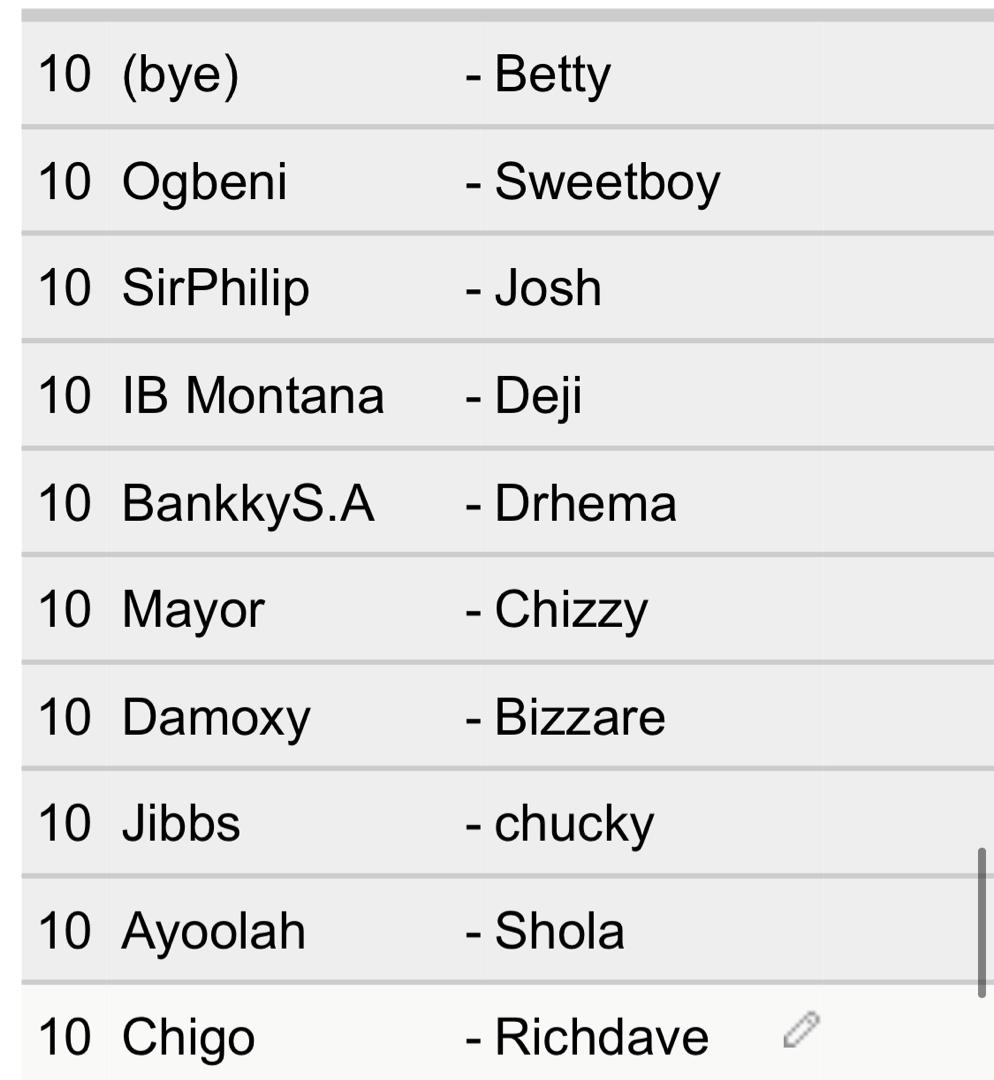 10 (bye) - Betty
10 Ogbeni - Sweetboy
10 SirPhilip - Josh
10 IB Montana - Deji
10 BankkyS.A - Drhema
10 Mayor - Chizzy
10 Damoxy - Bizzare
10 Jibbs - chucky
10 Ayoolah - Shola
10 Chigo - Richdave